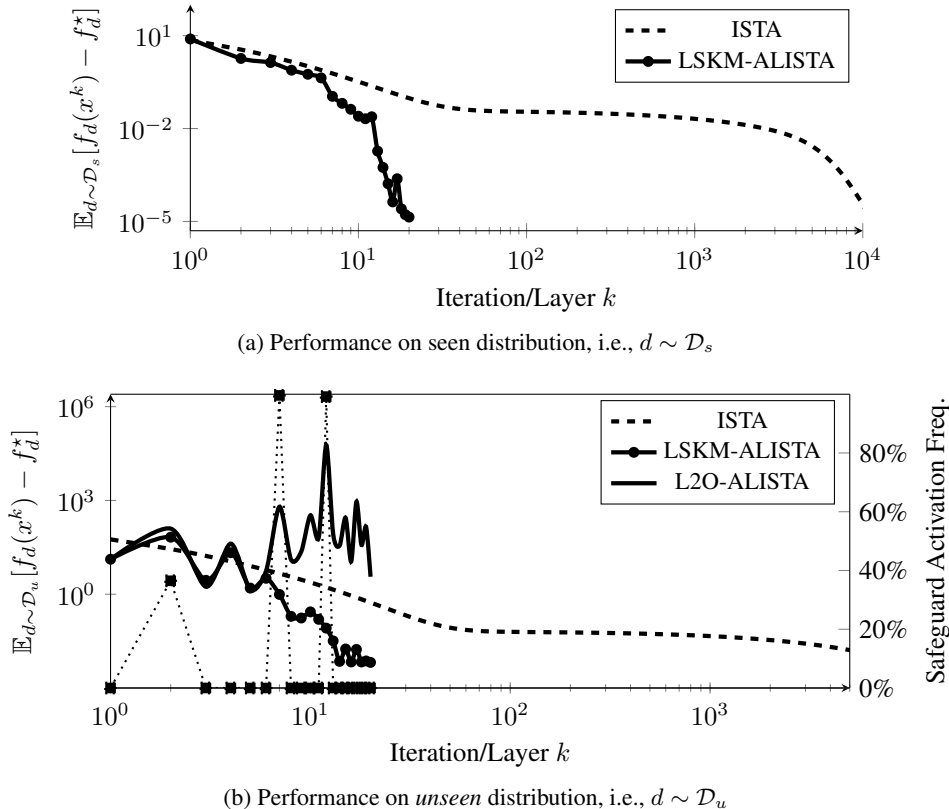 10^1
10^{-2}
10^{-5}
𝔼_{d∼𝒟_s}[f_d(x^k) − f_d^⋆]
ISTA
LSKM-ALISTA
10^0 10^1 10^2 10^3 10^4
Iteration/Layer k
(a) Performance on seen distribution, i.e., d ∼ 𝒟_s
10^6
10^3
10^0
𝔼_{d∼𝒟_u}[f_d(x^k) − f_d^⋆]
ISTA
LSKM-ALISTA
L2O-ALISTA
80%
60%
40%
20%
0%
Safeguard Activation Freq.
10^0 10^1 10^2 10^3
Iteration/Layer k
(b) Performance on unseen distribution, i.e., d ∼ 𝒟_u